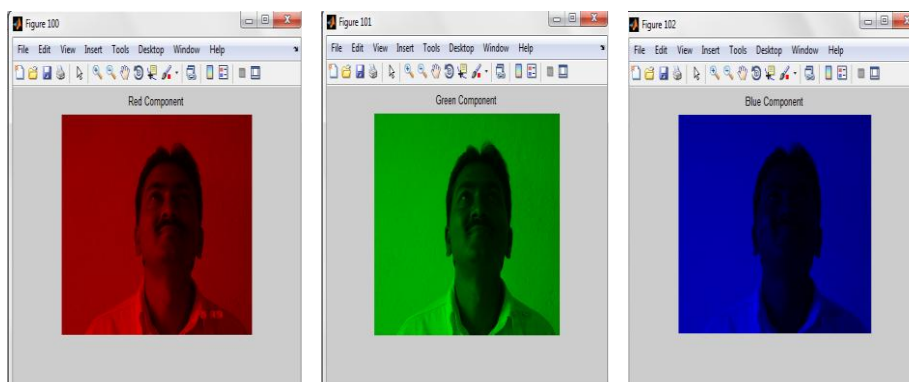 Figure 100
File Edit View Insert Tools Desktop Window Help
Red Component
Figure 101
File Edit View Insert Tools Desktop Window Help
Green Component
Figure 102
File Edit View Insert Tools Desktop Window Help
Blue Component